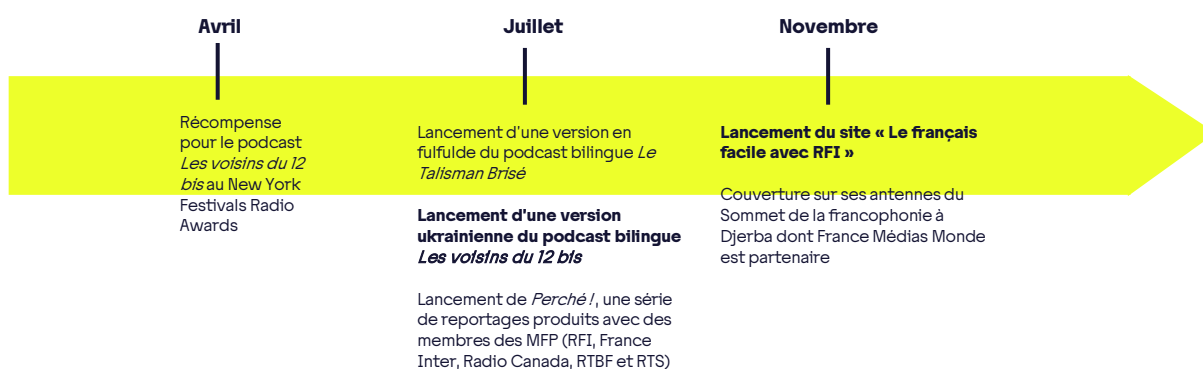 Avril
Récompense
pour le podcast
Les voisins du 12
bis au New York
Festivals Radio
Awards
Juillet
Lancement d'une version en
fulfulde du podcast bilingue Le
Talisman Brisé
Lancement d'une version
ukrainienne du podcast bilingue
Les voisins du 12 bis
Lancement de Perché !, une série
de reportages produits avec des
membres des MFP (RFI, France
Inter, Radio Canada, RTBF et RTS)
Novembre
Lancement du site « Le français
facile avec RFI »
Couverture sur ses antennes du
Sommet de la francophonie à
Djerba dont France Médias Monde
est partenaire